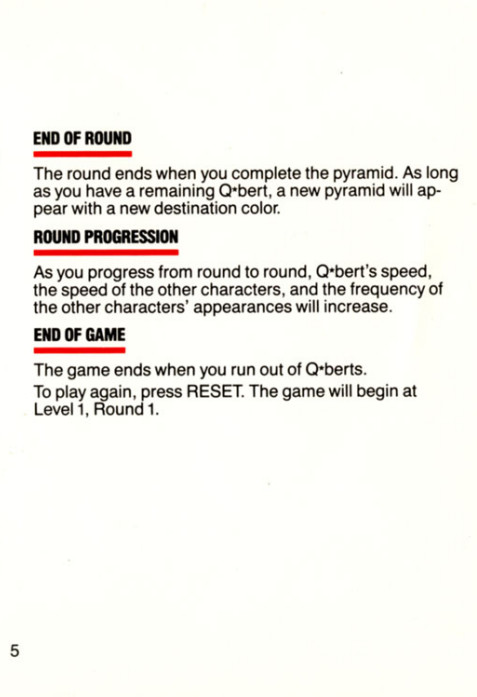 END OF ROUND
The round ends when you complete the pyramid. As long
as you have a remaining Q*bert, a new pyramid will ap-
pear with a new destination color.
ROUND PROGRESSION
As you progress from round to round, Q*bert's speed,
the speed of the other characters, and the frequency of
the other characters' appearances will increase.
END OF GAME
The game ends when you run out of Q*berts.
To play again, press RESET. The game will begin at
Level 1, Round 1.
5